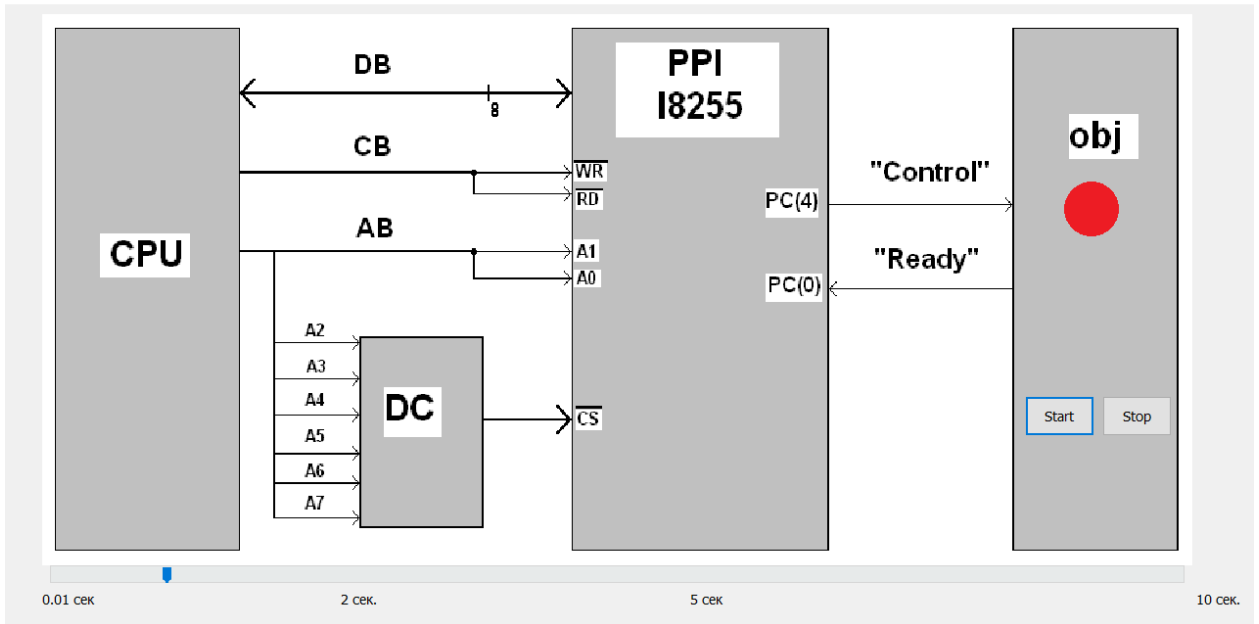 DB
8
PPI
I8255
CB
WR
RD
AB
A1
A0
CPU
PC(4)
PC(0)
"Control"
"Ready"
obj
A2
A3
A4
A5
A6
A7
DC
CS
Start
Stop
0.01 сек
2 сек.
5 сек
10 сек.